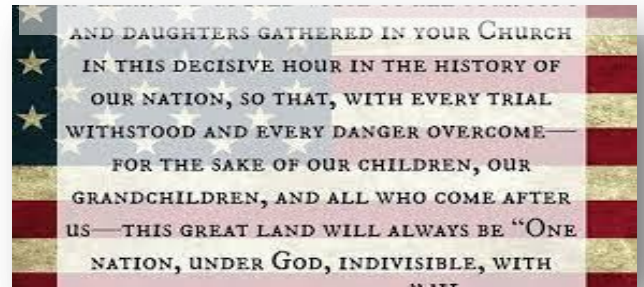 and daughters gathered in your Church
in this decisive hour in the history of
our nation, so that, with every trial
withstood and every danger overcome—
for the sake of our children, our
grandchildren, and all who come after
us—this great land will always be “One
nation, under God, indivisible, with